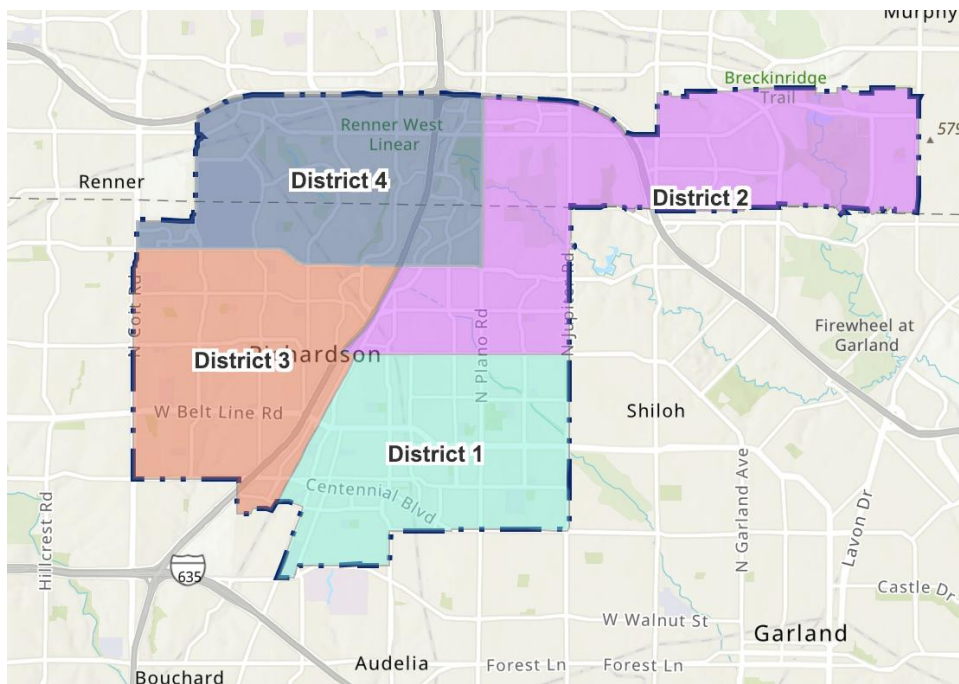 Murphy
Breckinridge
Trail
Renner West
Linear
579
Renner
District 4
District 2
N Jupiter Rd
N Coit Rd
Firewheel at
Garland
N Plano Rd
Richardson
District 3
W Belt Line Rd
Shiloh
District 1
Centennial Blvd
Hillcrest Rd
N Garland Ave
Lavon Dr
635
Castle Dr
W Walnut St
Garland
Audelia
Forest Ln
Forest Ln
Bouchard